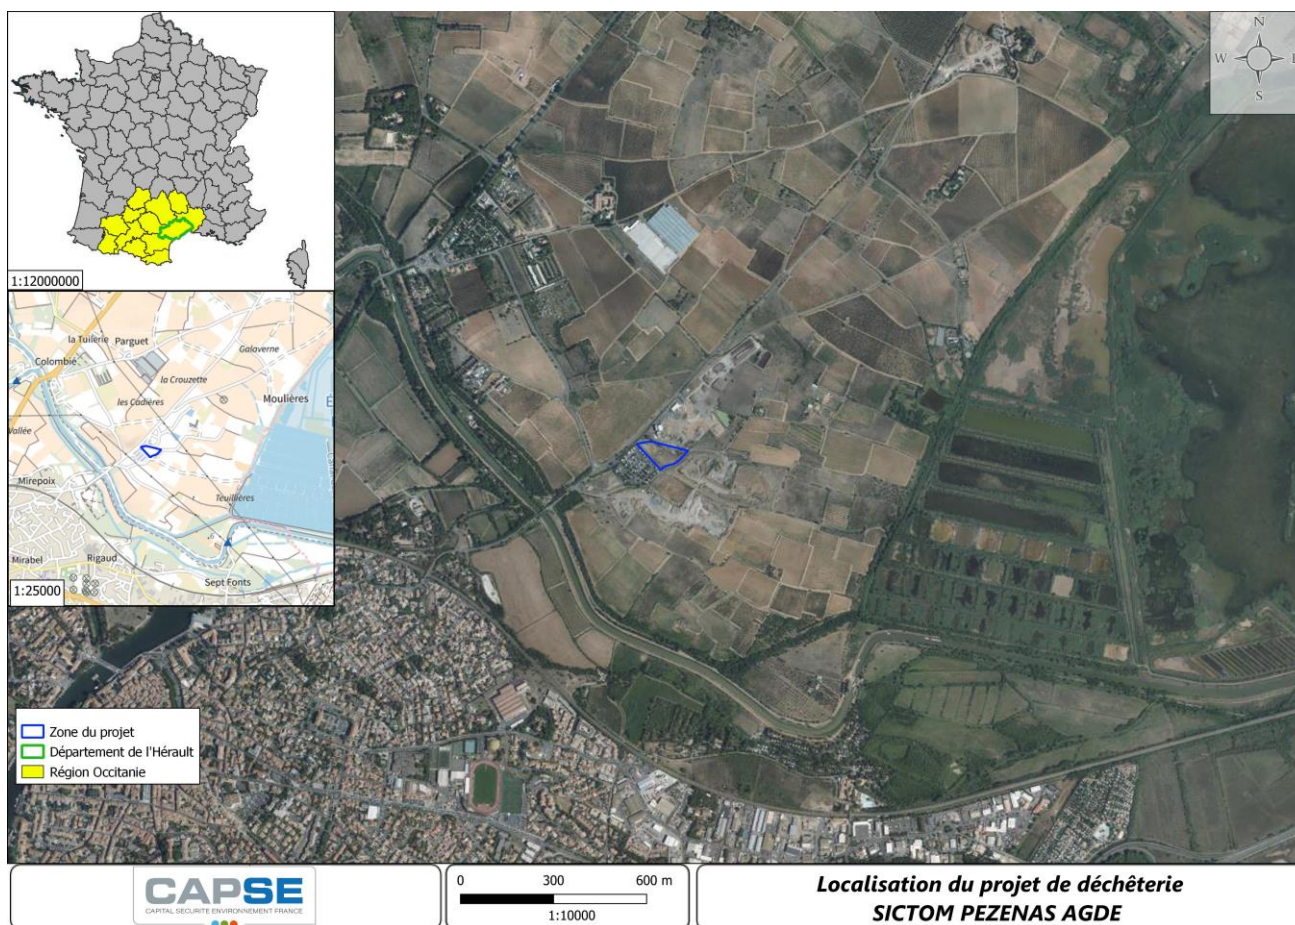 1:12000000
N
W
S
la Tuilerie
Parguet
Galaverne
Colombié
la Crouzette
Moulières
les Cadières
Vallée
Mirepoix
Teuillières
Mirabel
Rigaud
Sept Fonts
1:25000
Zone du projet
Département de l'Hérault
Région Occitanie
CAPSE
CAPITAL SECURITE ENVIRONNEMENT FRANCE
0 300 600 m
1:10000
Localisation du projet de déchêterie
SICTOM PEZENAS AGDE